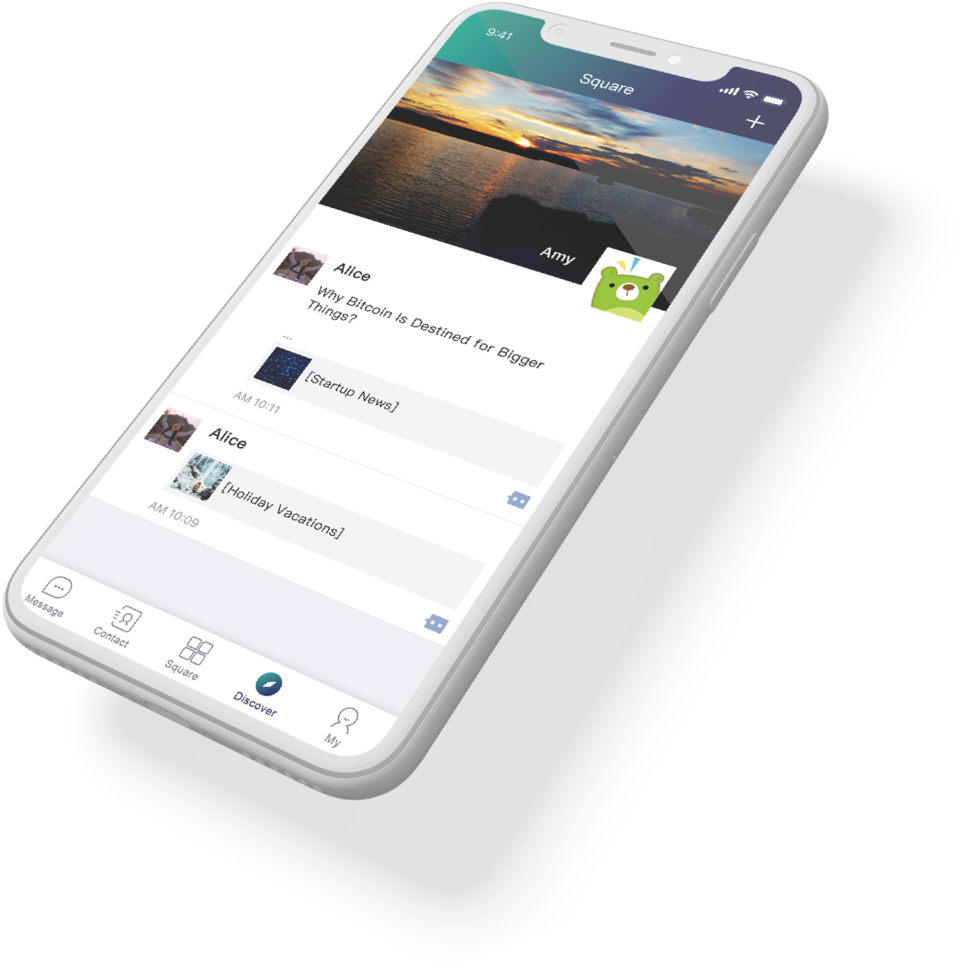 9:41
Square
Amy
Alice
Why Bitcoin Is Destined for Bigger
Things?
...
[Startup News]
AM 10:11
Alice
[Holiday Vacations]
AM 10:09
Message
Contact
Square
Discover
My